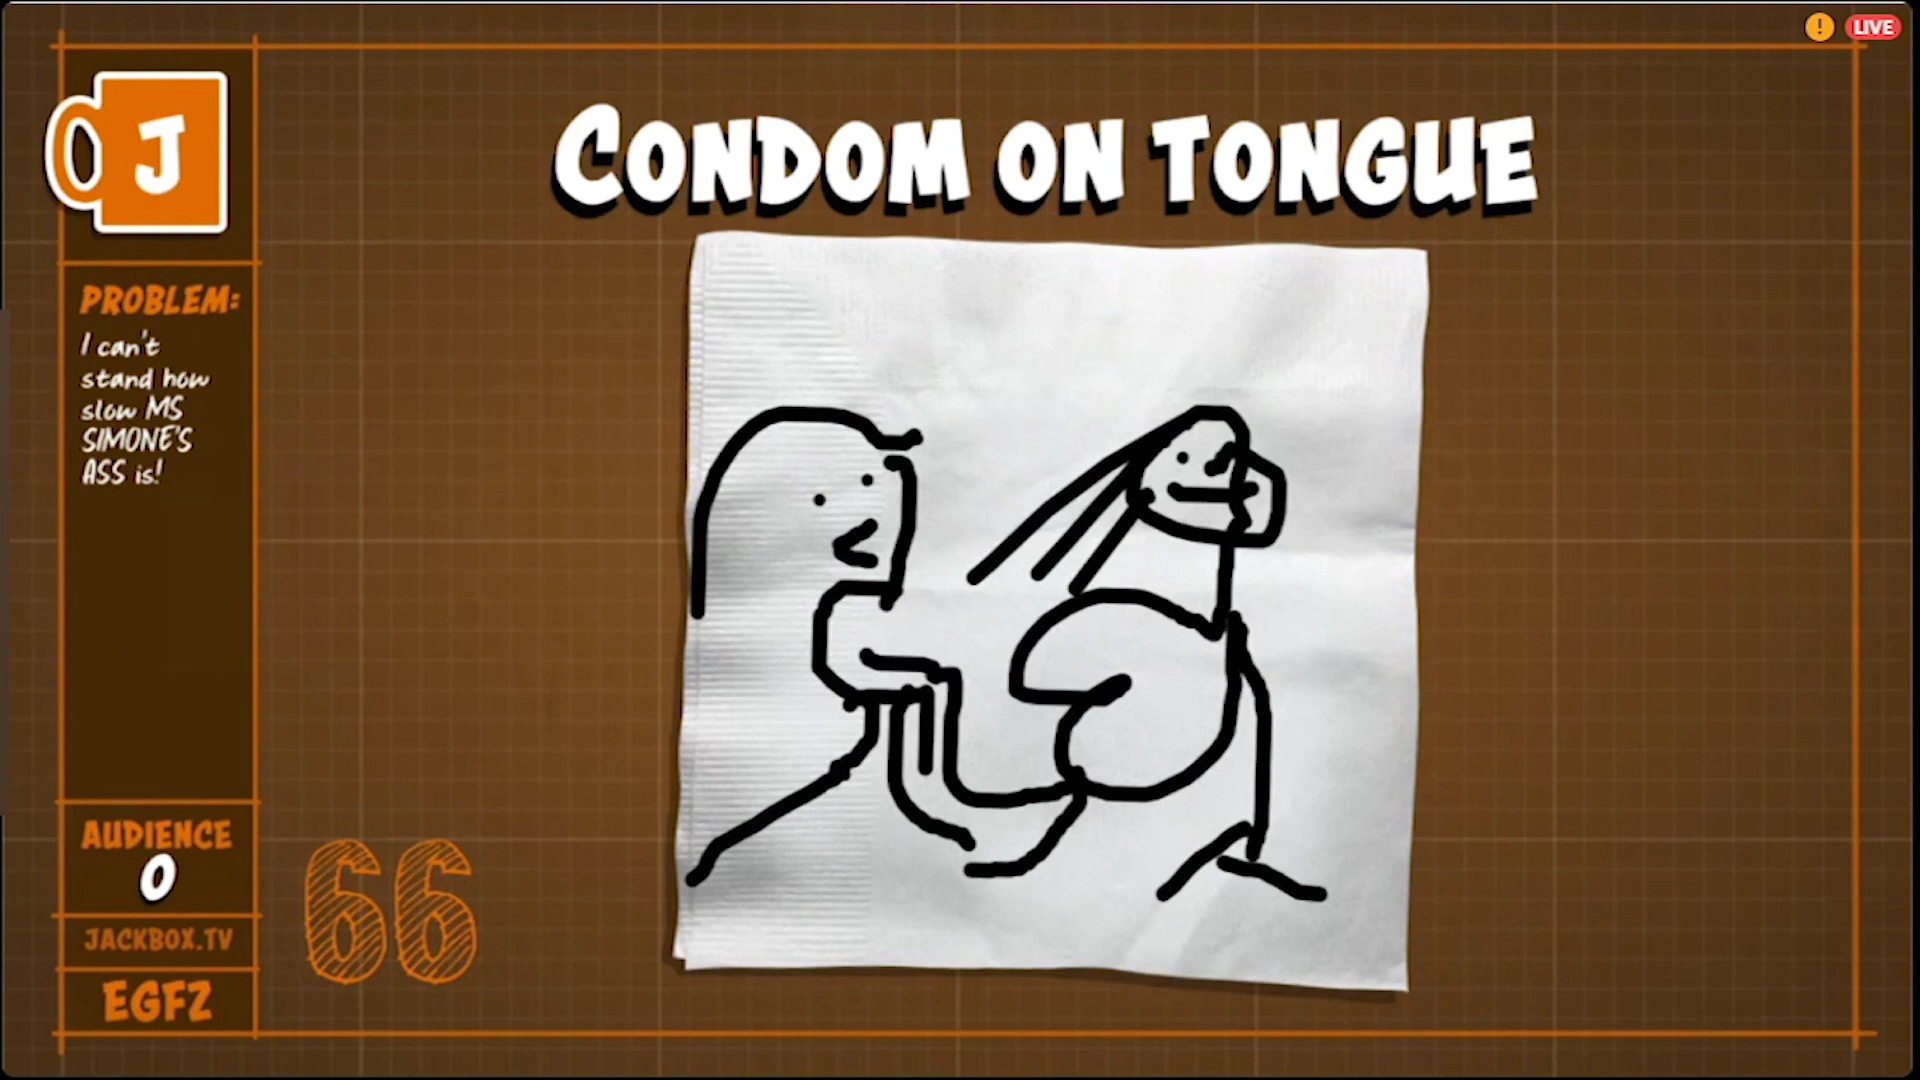 ! LIVE
J
CONDOM ON TONGUE
PROBLEM:
I can't
stand how
slow MS
SIMONE'S
ASS is!
AUDIENCE
0
JACKBOX.TV
EGFZ
66